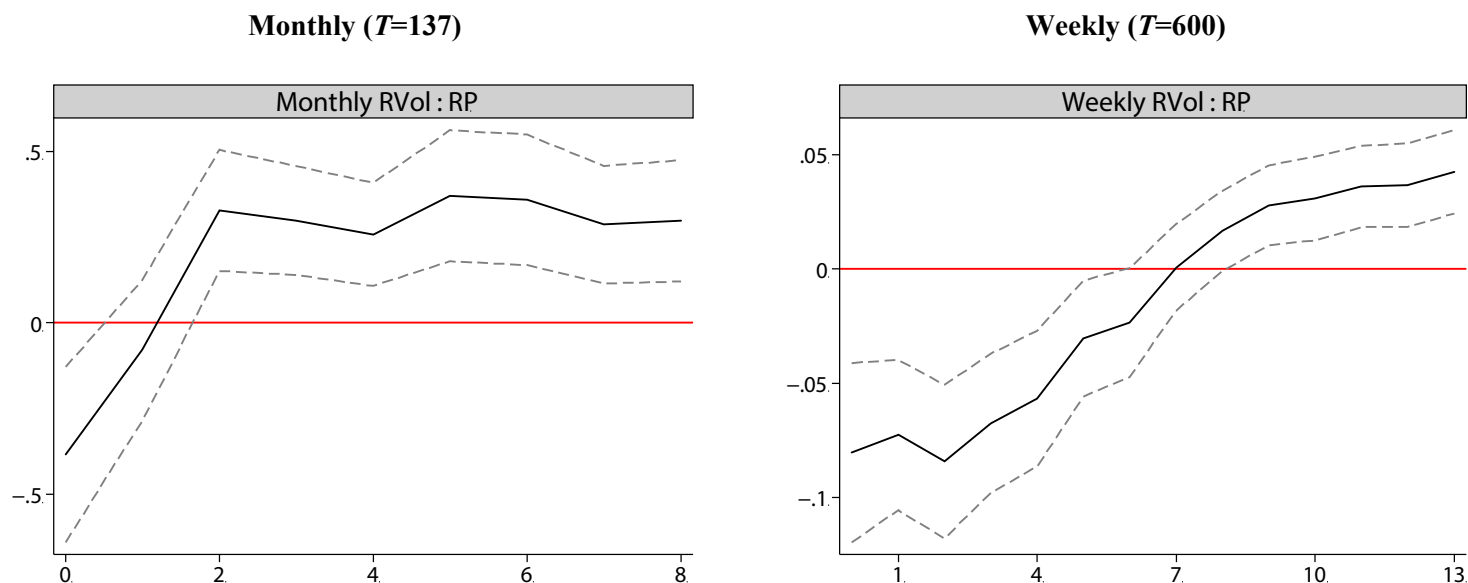 Monthly (T=137)
Weekly (T=600)
Monthly RVol : RP
.5
0
−.5
0 2 4 6 8
Weekly RVol : RP
.05
0
−.05
−.1
1 4 7 10 13